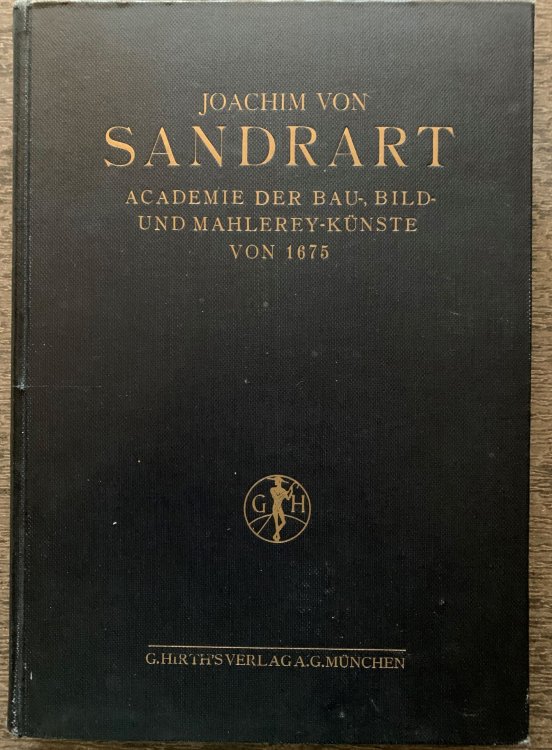 JOACHIM VON
SANDRART
ACADEMIE DER BAU-, BILD-
UND MAHLEREY-KÜNSTE
VON 1675
G H
G. HIRTH'S VERLAG A.G. MÜNCHEN